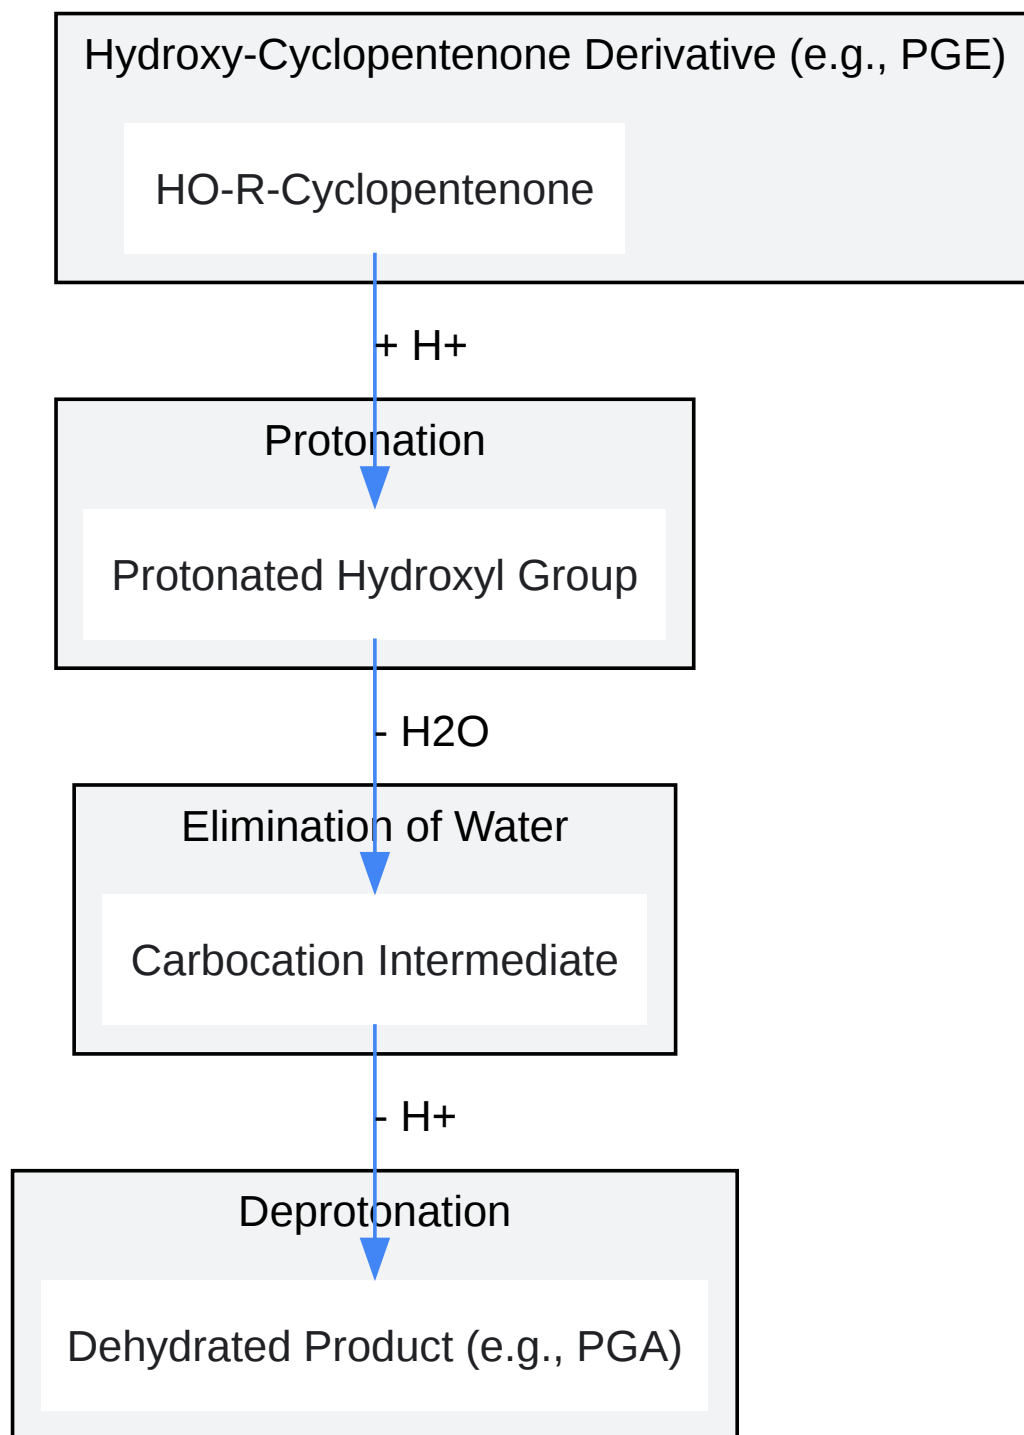 Hydroxy-Cyclopentenone Derivative (e.g., PGE)
HO-R-Cyclopentenone
+ H+
Protonation
Protonated Hydroxyl Group
- H2O
Elimination of Water
Carbocation Intermediate
- H+
Deprotonation
Dehydrated Product (e.g., PGA)